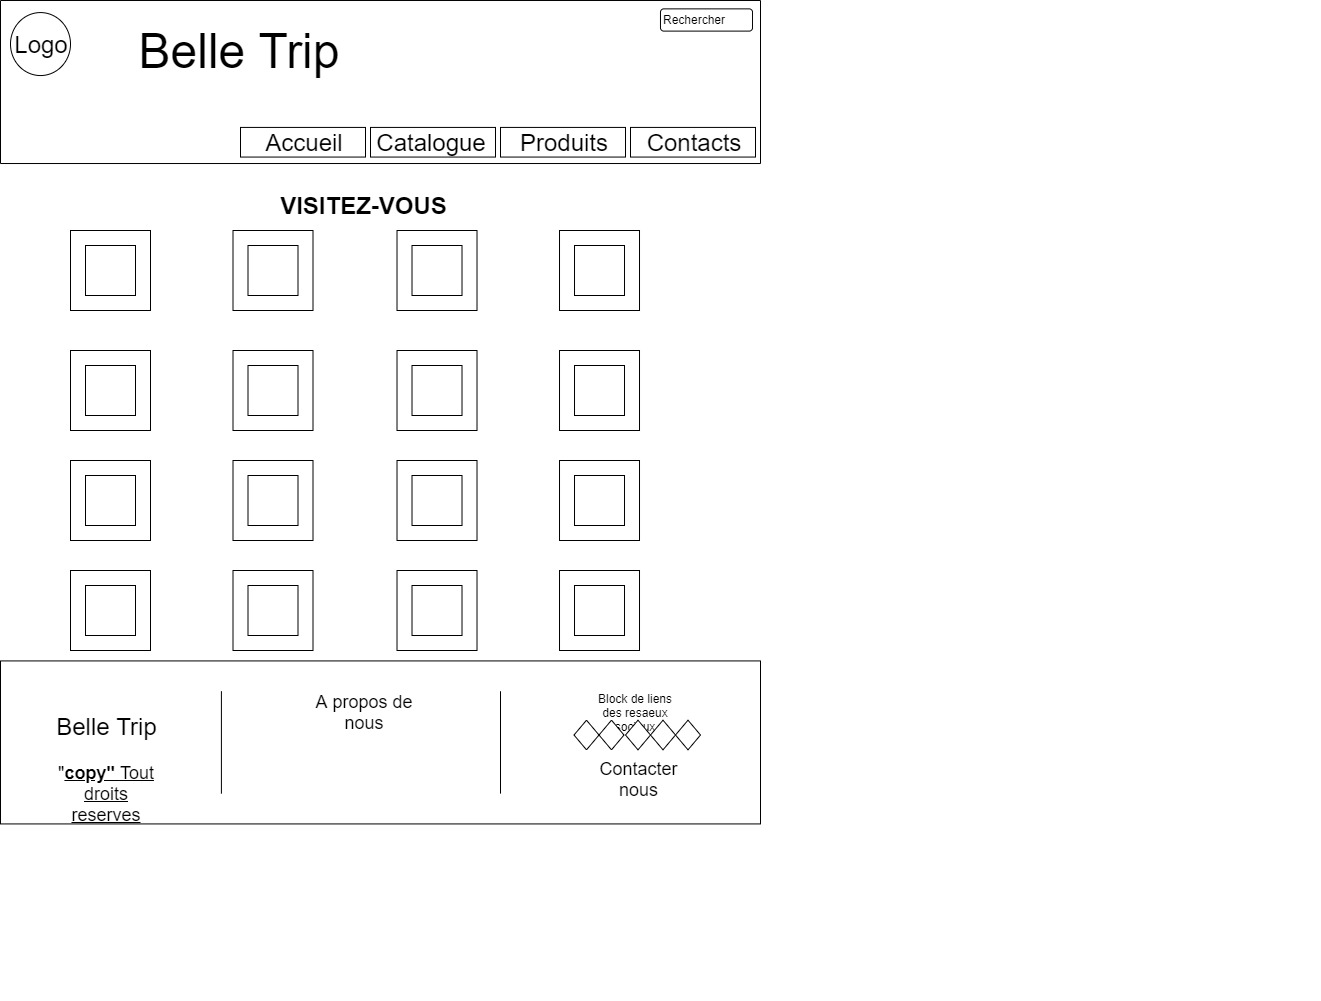 Rechercher
Logo
Belle Trip
Accueil
Catalogue
Produits
Contacts
VISITEZ-VOUS
Belle Trip
"copy" Tout
droits
reserves
A propos de
nous
Block de liens
des resaeux
sociaux
Contacter
nous